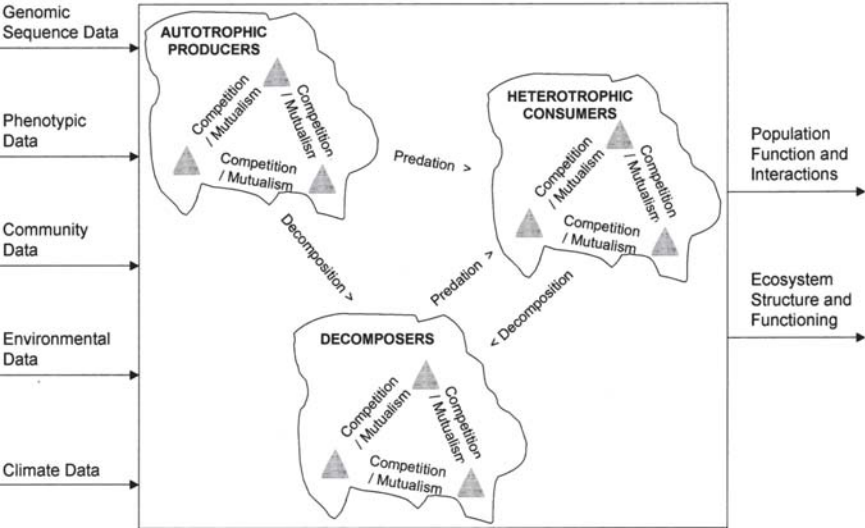 Genomic
Sequence Data
Phenotypic
Data
Community
Data
Environmental
Data
Climate Data
AUTOTROPHIC
PRODUCERS
Competition
/ Mutualism
Competition
/ Mutualism
Competition
/ Mutualism
Predation >
HETEROTROPHIC
CONSUMERS
Competition
/ Mutualism
Competition
/ Mutualism
Competition
/ Mutualism
Decomposition >
Predation >
< Decomposition
DECOMPOSERS
Competition
/ Mutualism
Competition
/ Mutualism
Competition
/ Mutualism
Population
Function and
Interactions
Ecosystem
Structure and
Functioning